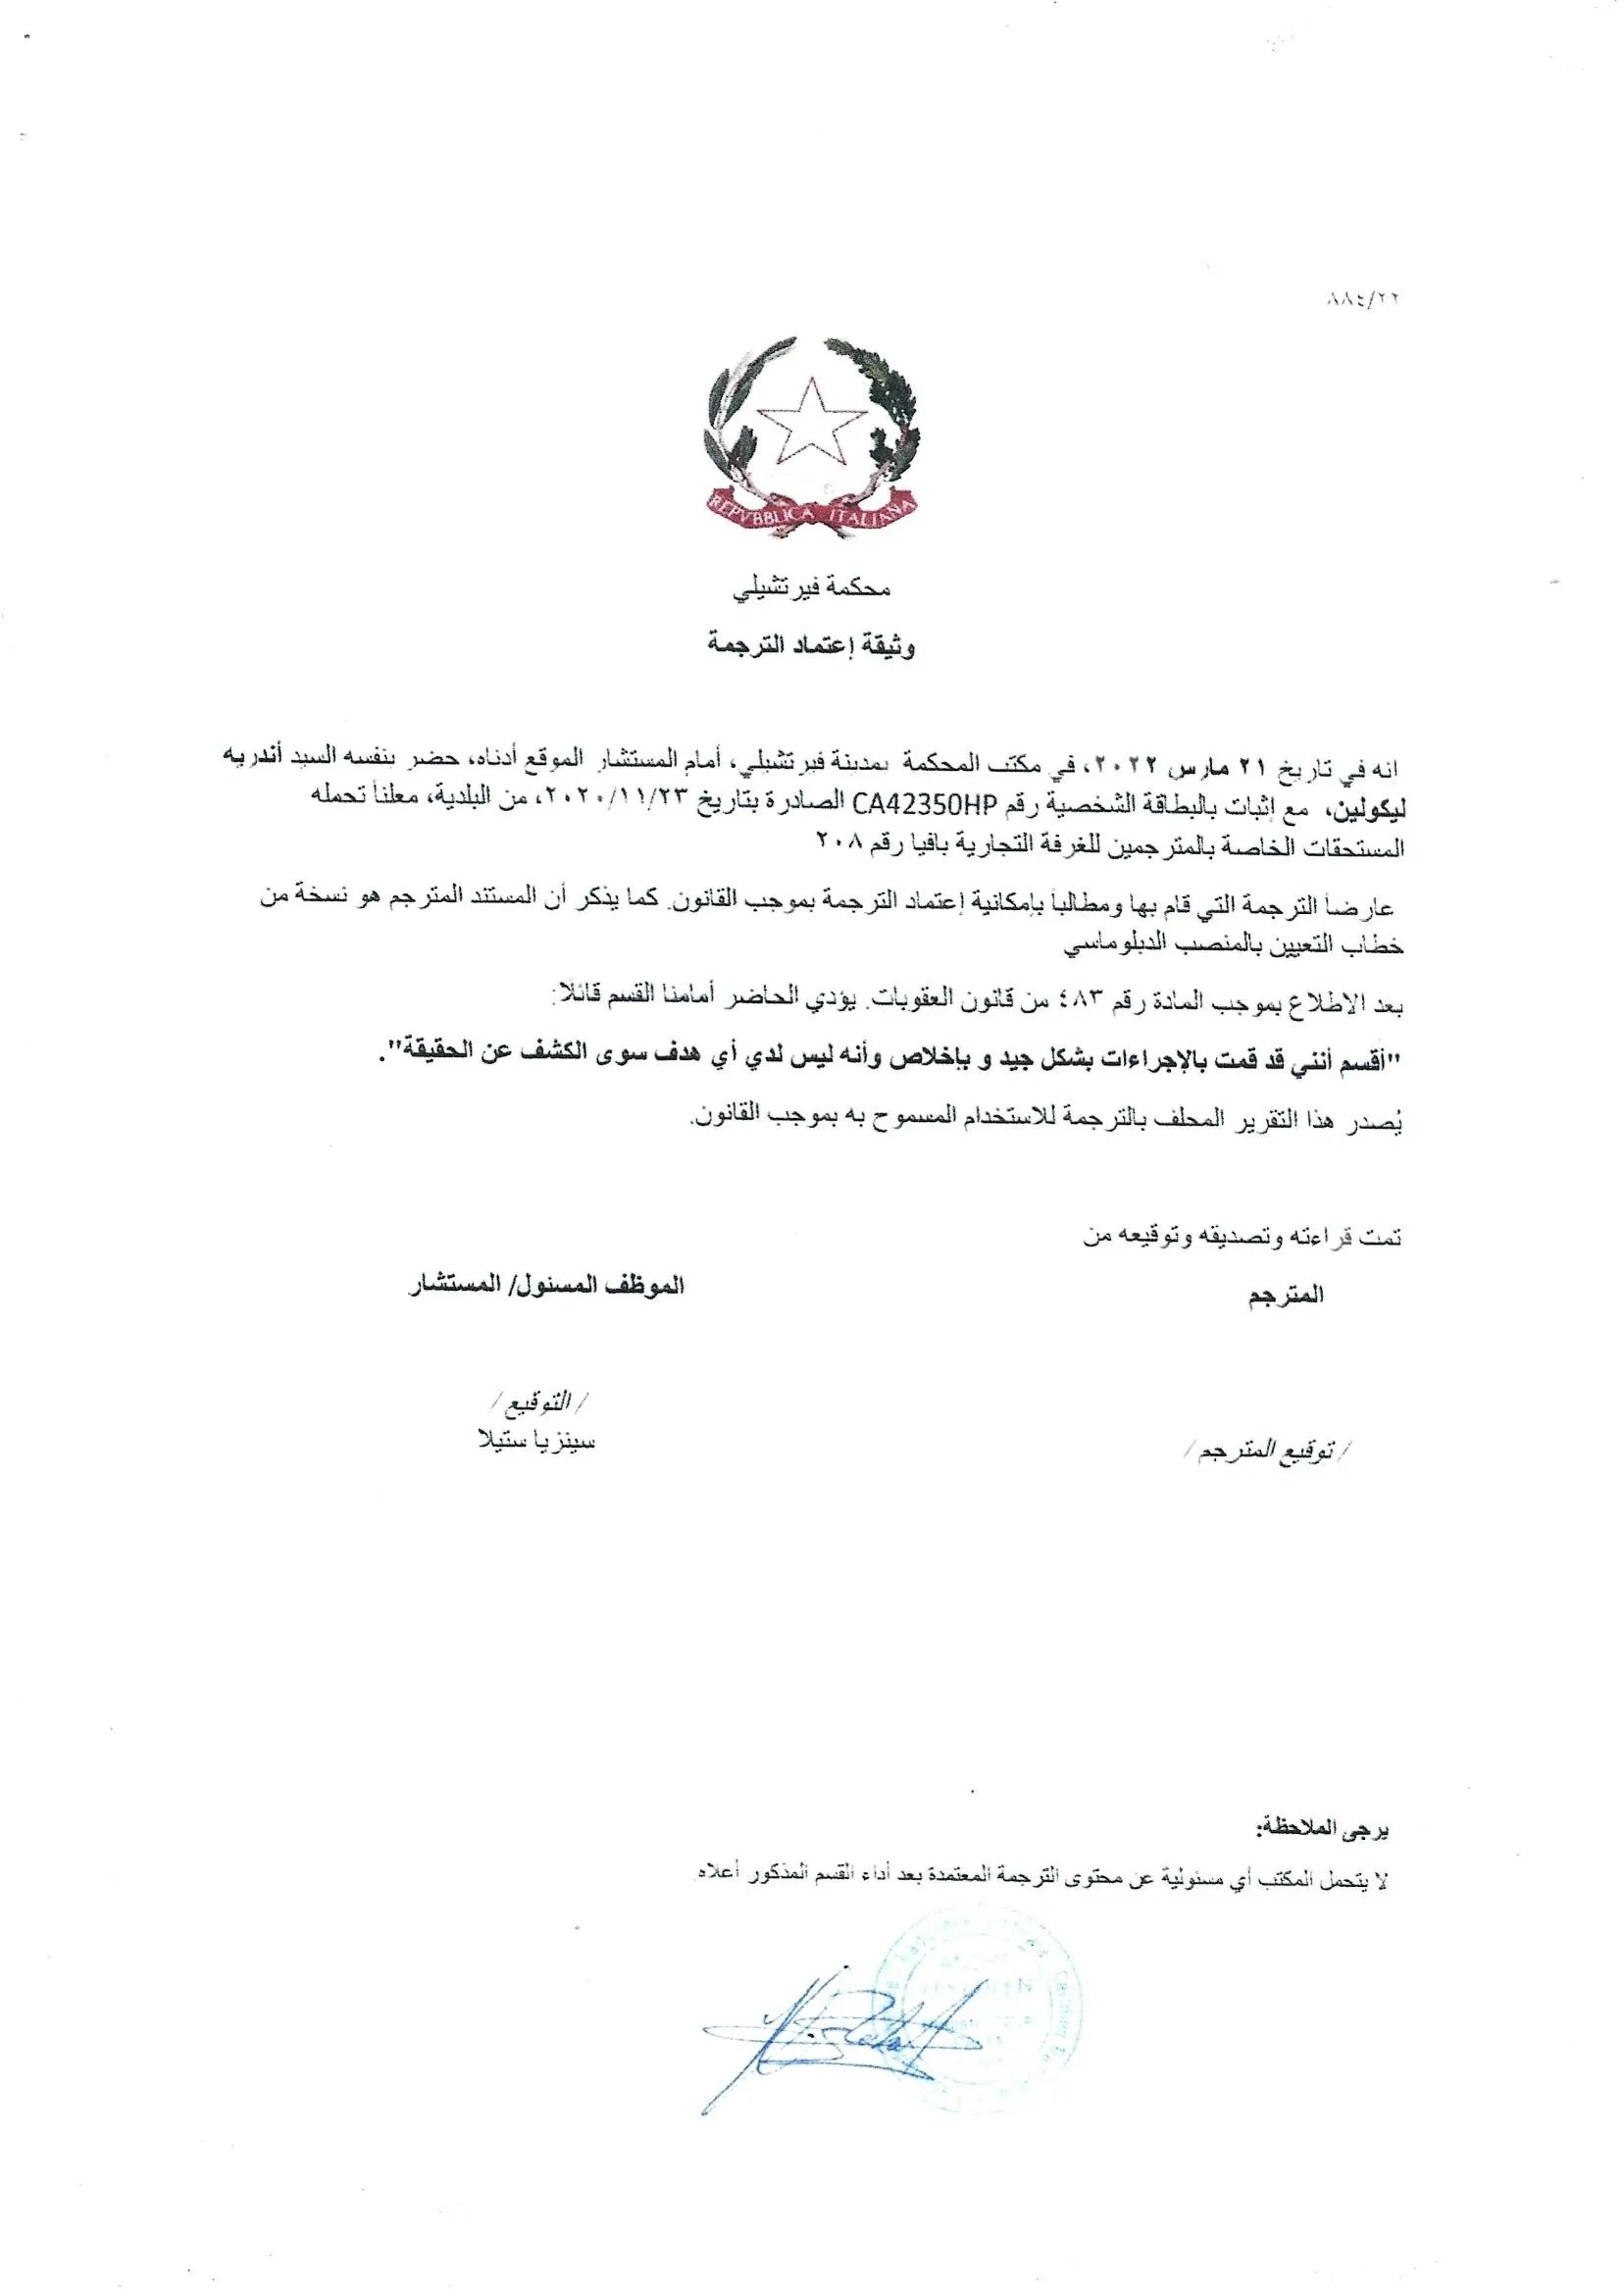 ٨٨٤/٢٢
REPVBBLICA ITALIANA
محكمة فيرتشيلي
وثيقة إعتماد الترجمة
انه في تاريخ ٢١ مارس ٢٠٢٢، في مكتب المحكمة بمدينة فيرتشيلي، أمام المستشار الموقع أدناه، حضر بنفسه السيد أندريه
ليكولين، مع إثبات بالبطاقة الشخصية رقم CA42350HP الصادرة بتاريخ ٢٠٢٠/١١/٢٣، من البلدية، معلناً تحمله
المستحقات الخاصة بالمترجمين للغرفة التجارية بافيا رقم ٢٠٨
عارضاً الترجمة التي قام بها ومطالباً بإمكانية إعتماد الترجمة بموجب القانون. كما يذكر أن المستند المترجم هو نسخة من
خطاب التعيين بالمنصب الدبلوماسي
بعد الاطلاع بموجب المادة رقم ٤٨٣ من قانون العقوبات. يؤدي الحاضر أمامنا القسم قائلا:
"أقسم أنني قد قمت بالإجراءات بشكل جيد و بإخلاص وأنه ليس لدي أي هدف سوى الكشف عن الحقيقة".
يُصدر هذا التقرير المحلف بالترجمة للاستخدام المسموح به بموجب القانون.
تمت قراءته وتصديقه وتوقيعه من
المترجم
الموظف المسئول/ المستشار
/ توقيع المترجم /
/ التوقيع /
سينزيا ستيلا
يرجى الملاحظة:
لا يتحمل المكتب أي مسئولية عن محتوى الترجمة المعتمدة بعد أداء القسم المذكور أعلاه